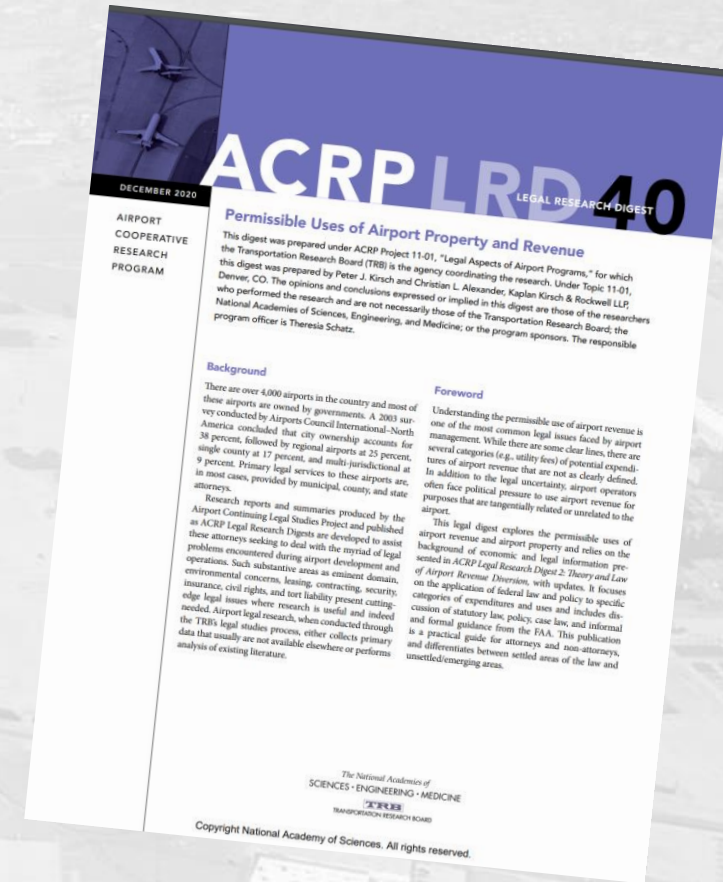 ACRP LRD 40
LEGAL RESEARCH DIGEST
DECEMBER 2020
AIRPORT
COOPERATIVE
RESEARCH
PROGRAM
Permissible Uses of Airport Property and Revenue
This digest was prepared under ACRP Project 11-01, "Legal Aspects of Airport Programs," for which
the Transportation Research Board (TRB) is the agency coordinating the research. Under Topic 11-01,
this digest was prepared by Peter J. Kirsch and Christian L. Alexander, Kaplan Kirsch & Rockwell LLP,
Denver, CO. The opinions and conclusions expressed or implied in this digest are those of the researchers
who performed the research and are not necessarily those of the Transportation Research Board; the
National Academies of Sciences, Engineering, and Medicine; or the program sponsors. The responsible
program officer is Theresia Schatz.
Background
There are over 4,000 airports in the country and most of
these airports are owned by governments. A 2003 sur-
vey conducted by Airports Council International–North
America concluded that city ownership accounts for
38 percent, followed by regional airports at 25 percent,
single county at 17 percent, and multi-jurisdictional at
9 percent. Primary legal services to these airports are,
in most cases, provided by municipal, county, and state
attorneys.
Research reports and summaries produced by the
Airport Continuing Legal Studies Project and published
as ACRP Legal Research Digests are developed to assist
these attorneys seeking to deal with the myriad of legal
problems encountered during airport development and
operations. Such substantive areas as eminent domain,
environmental concerns, leasing, contracting, security,
insurance, civil rights, and tort liability present cutting-
edge legal issues where research is useful and indeed
needed. Airport legal research, when conducted through
the TRB's legal studies process, either collects primary
data that usually are not available elsewhere or performs
analysis of existing literature.
Foreword
Understanding the permissible use of airport revenue is
one of the most common legal issues faced by airport
management. While there are some clear lines, there are
several categories (e.g., utility fees) of potential expendi-
tures of airport revenue that are not as clearly defined.
In addition to the legal uncertainty, airport operators
often face political pressure to use airport revenue for
purposes that are tangentially related or unrelated to the
airport.
This legal digest explores the permissible uses of
airport revenue and airport property and relies on the
background of economic and legal information pre-
sented in ACRP Legal Research Digest 2: Theory and Law
of Airport Revenue Diversion, with updates. It focuses
on the application of federal law and policy to specific
categories of expenditures and uses and includes dis-
cussion of statutory law, policy, case law, and informal
and formal guidance from the FAA. This publication
is a practical guide for attorneys and non-attorneys,
and differentiates between settled areas of the law and
unsettled/emerging areas.
The National Academies of
SCIENCES · ENGINEERING · MEDICINE
TRB
TRANSPORTATION RESEARCH BOARD
Copyright National Academy of Sciences. All rights reserved.